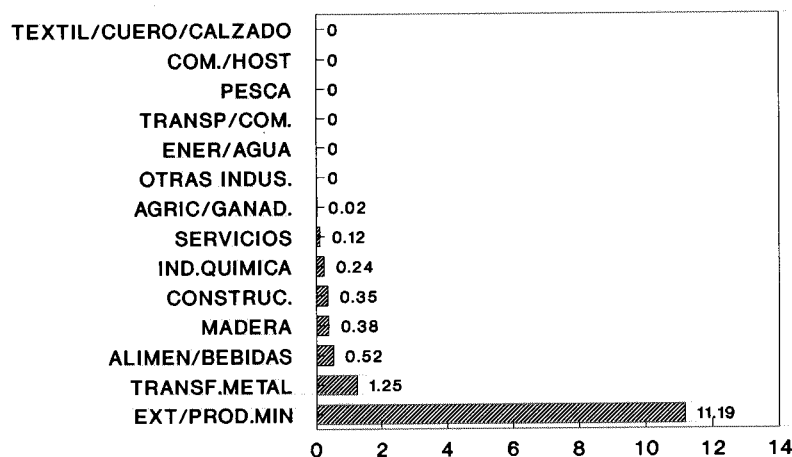 TEXTIL/CUERO/CALZADO 0
COM./HOST 0
PESCA 0
TRANSP/COM. 0
ENER/AGUA 0
OTRAS INDUS. 0
AGRIC/GANAD. 0.02
SERVICIOS 0.12
IND.QUIMICA 0.24
CONSTRUC. 0.35
MADERA 0.38
ALIMEN/BEBIDAS 0.52
TRANSF.METAL 1.25
EXT/PROD.MIN 11.19
0 2 4 6 8 10 12 14